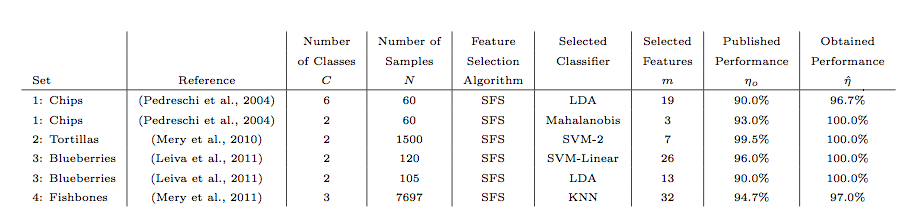 Number Number of Feature Selected Selected Published Obtained
of Classes Samples Selection Classifier Features Performance Performance
Set Reference C N Algorithm m ηo η̂
1: Chips (Pedreschi et al., 2004) 6 60 SFS LDA 19 90.0% 96.7%
1: Chips (Pedreschi et al., 2004) 2 60 SFS Mahalanobis 3 93.0% 100.0%
2: Tortillas (Mery et al., 2010) 2 1500 SFS SVM-2 7 99.5% 100.0%
3: Blueberries (Leiva et al., 2011) 2 120 SFS SVM-Linear 26 96.0% 100.0%
3: Blueberries (Leiva et al., 2011) 2 105 SFS LDA 13 90.0% 100.0%
4: Fishbones (Mery et al., 2011) 3 7697 SFS KNN 32 94.7% 97.0%